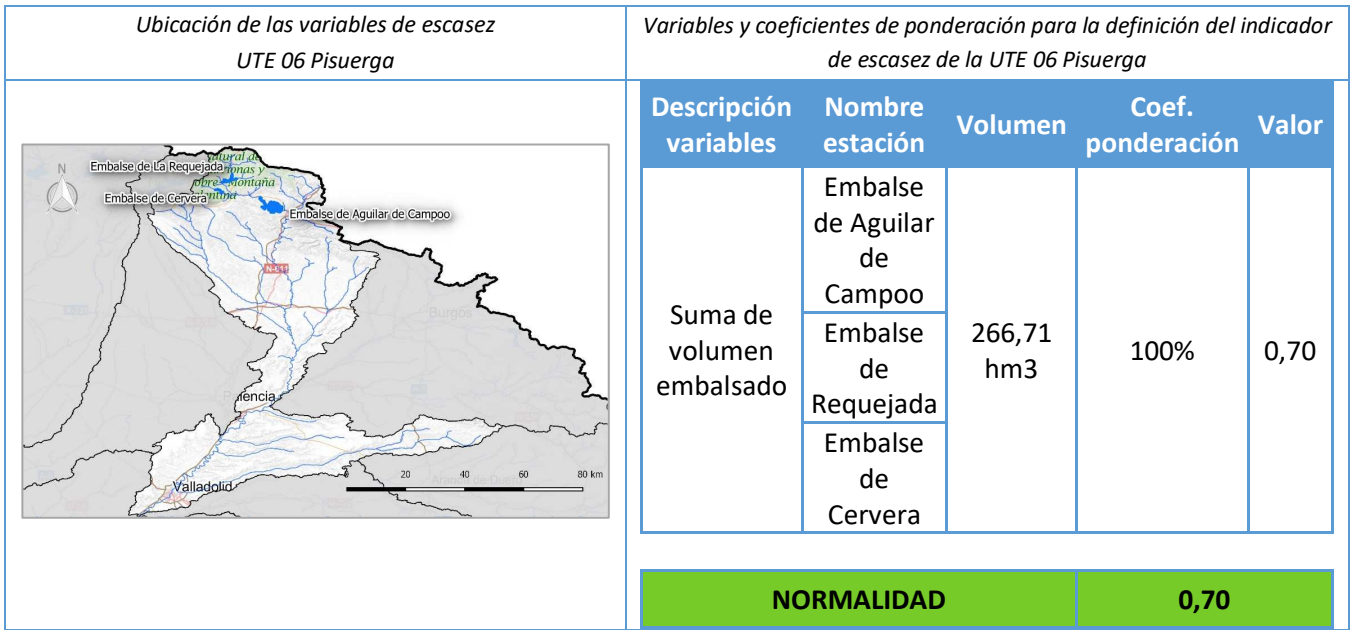 Ubicación de las variables de escasez
UTE 06 Pisuerga
Variables y coeficientes de ponderación para la definición del indicador
de escasez de la UTE 06 Pisuerga
N
Embalse de La Requejada
Embalse de Cervera
Embalse de Aguilar de Campoo
Montaña
Burgos
Valladolid
0 20 40 60 80 km
Descripción
variables
Nombre
estación
Volumen
Coef.
ponderación
Valor
Suma de
volumen
embalsado
Embalse
de Aguilar
de
Campoo
Embalse
de
Requejada
Embalse
de
Cervera
266,71
hm3
100%
0,70
NORMALIDAD
0,70